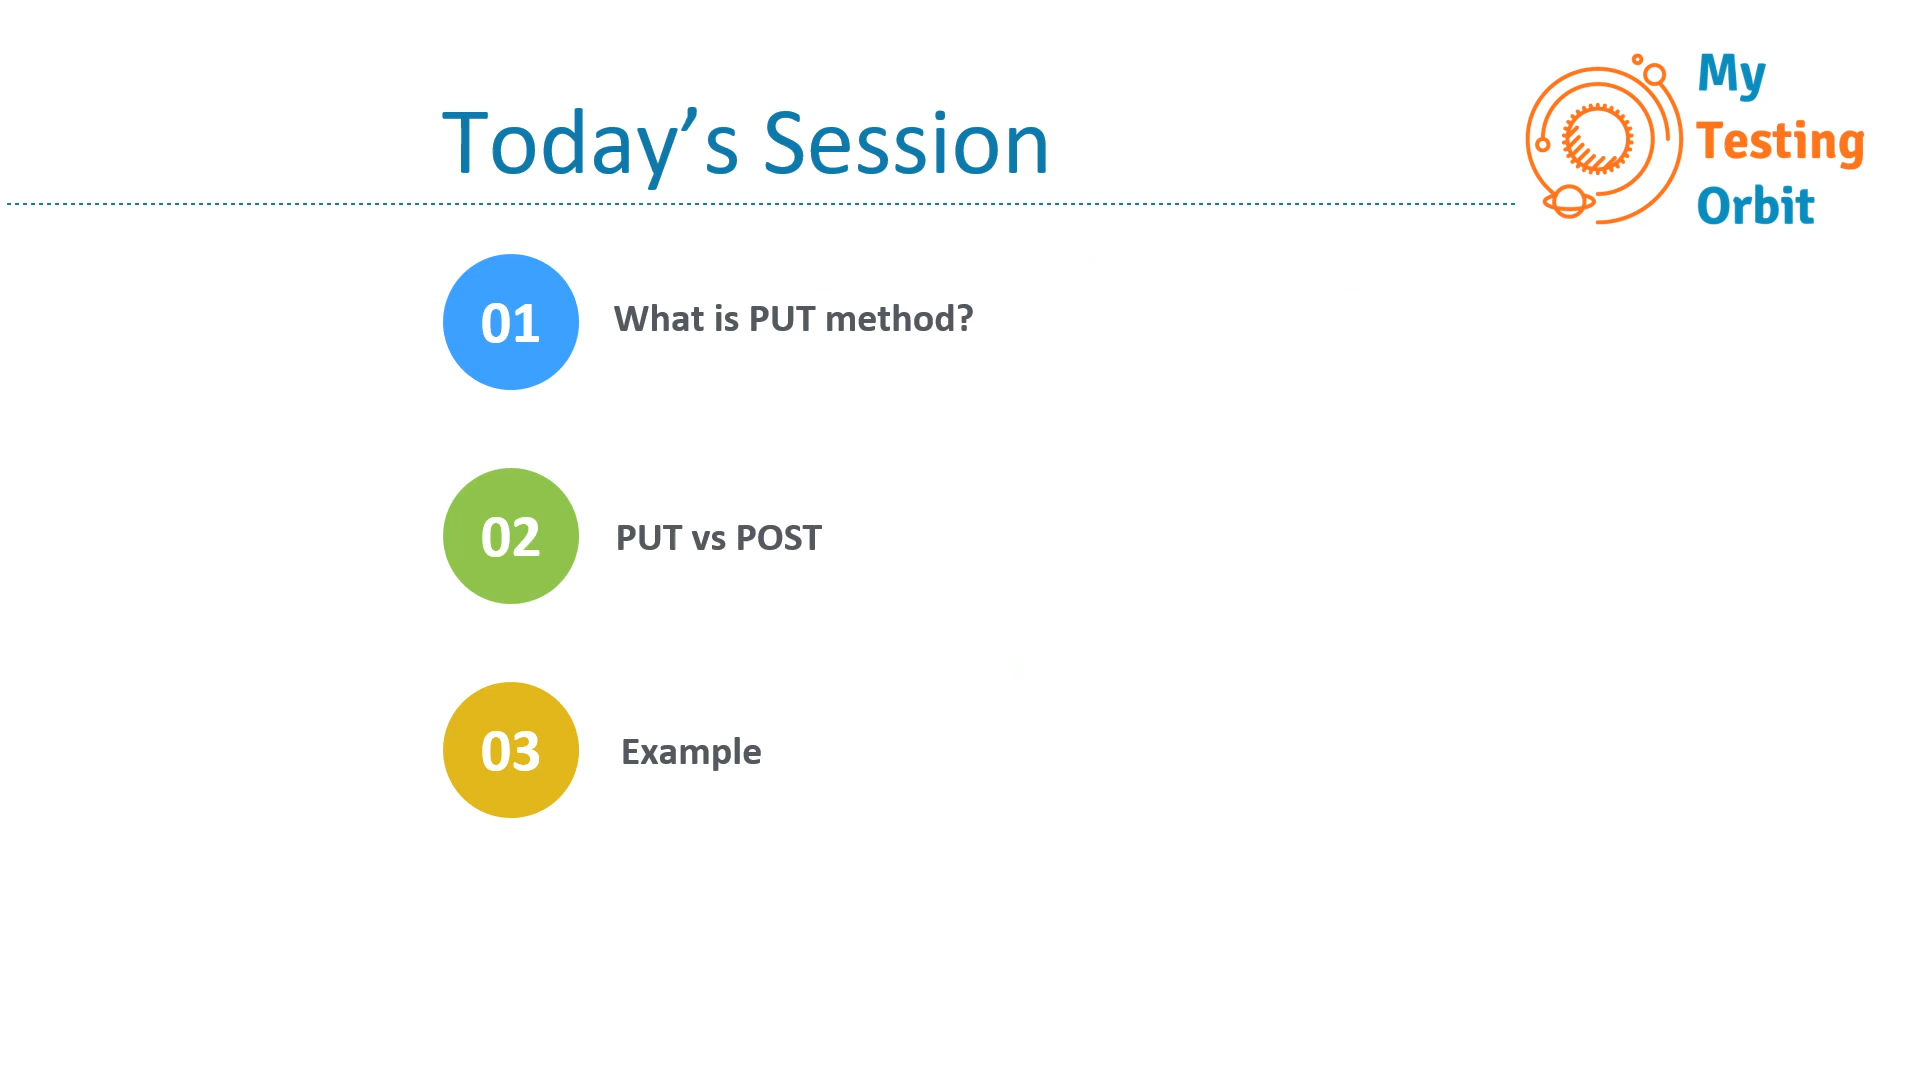 My
Testing
Orbit
Today’s Session
01
What is PUT method?
02
PUT vs POST
03
Example